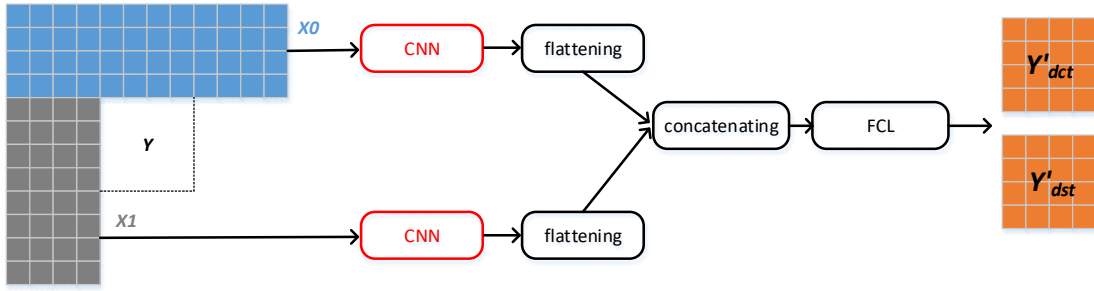 X0
CNN
flattening
Y'dct
Y
concatenating
FCL
X1
CNN
flattening
Y'dst